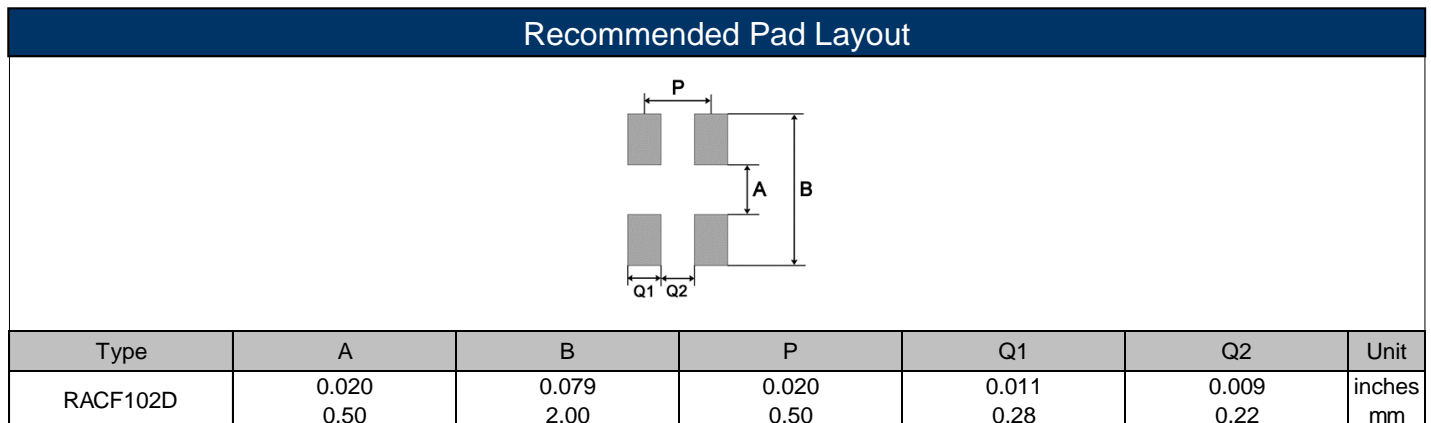 Recommended Pad Layout
P
A B
Q1 Q2
Type A B P Q1 Q2 Unit
RACF102D 0.020 0.079 0.020 0.011 0.009 inches
0.50 2.00 0.50 0.28 0.22 mm